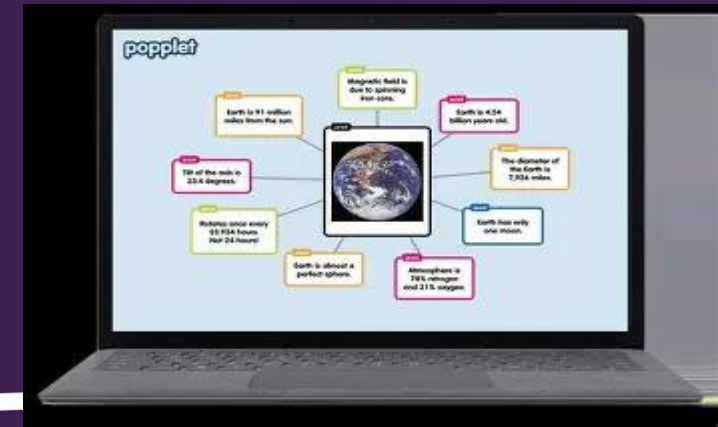 popplet
Magnetic field is
due to spinning
iron core.
Earth is 91 million
miles from the sun.
Earth is 4.54
billion years old.
Tilt of the axis is
23.4 degrees.
The diameter of
the Earth is
7,926 miles.
Rotates once every
23.934 hours
Not 24 hours!
Earth has only
one moon.
Earth is almost a
perfect sphere.
Atmosphere is
78% nitrogen
and 21% oxygen.